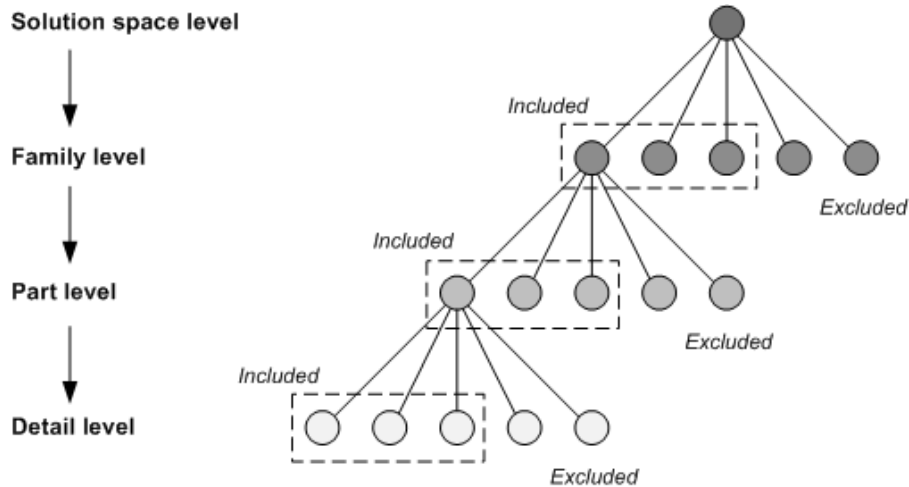 Solution space level
Included
Family level
Excluded
Included
Part level
Excluded
Included
Detail level
Excluded